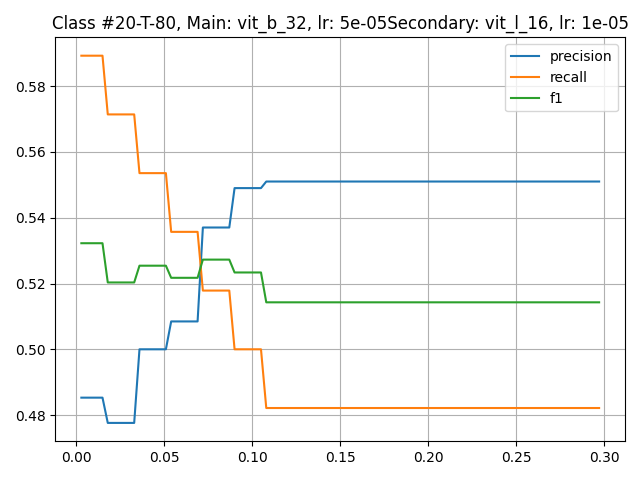 Class #20-T-80, Main: vit_b_32, lr: 5e-05Secondary: vit_l_16, lr: 1e-05
precision
recall
f1
0.58
0.56
0.54
0.52
0.50
0.48
0.00 0.05 0.10 0.15 0.20 0.25 0.30